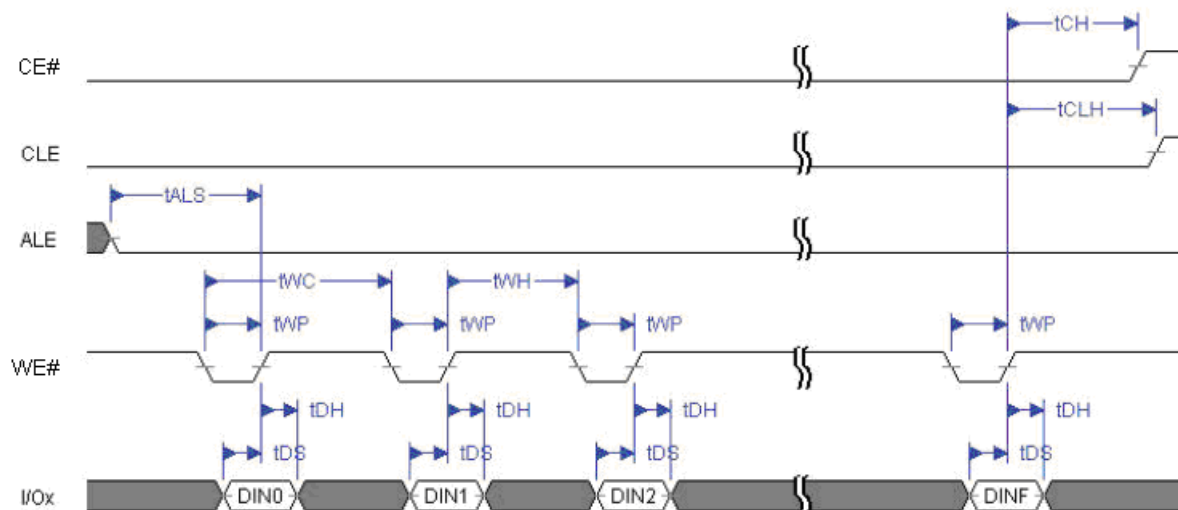 tCH
CE#
tCLH
CLE
tALS
ALE
tWC tWH
tWP tWP tWP tWP
WE#
tDH tDH tDH tDH
tDS tDS tDS tDS
I/Ox DIN0 DIN1 DIN2 DINF